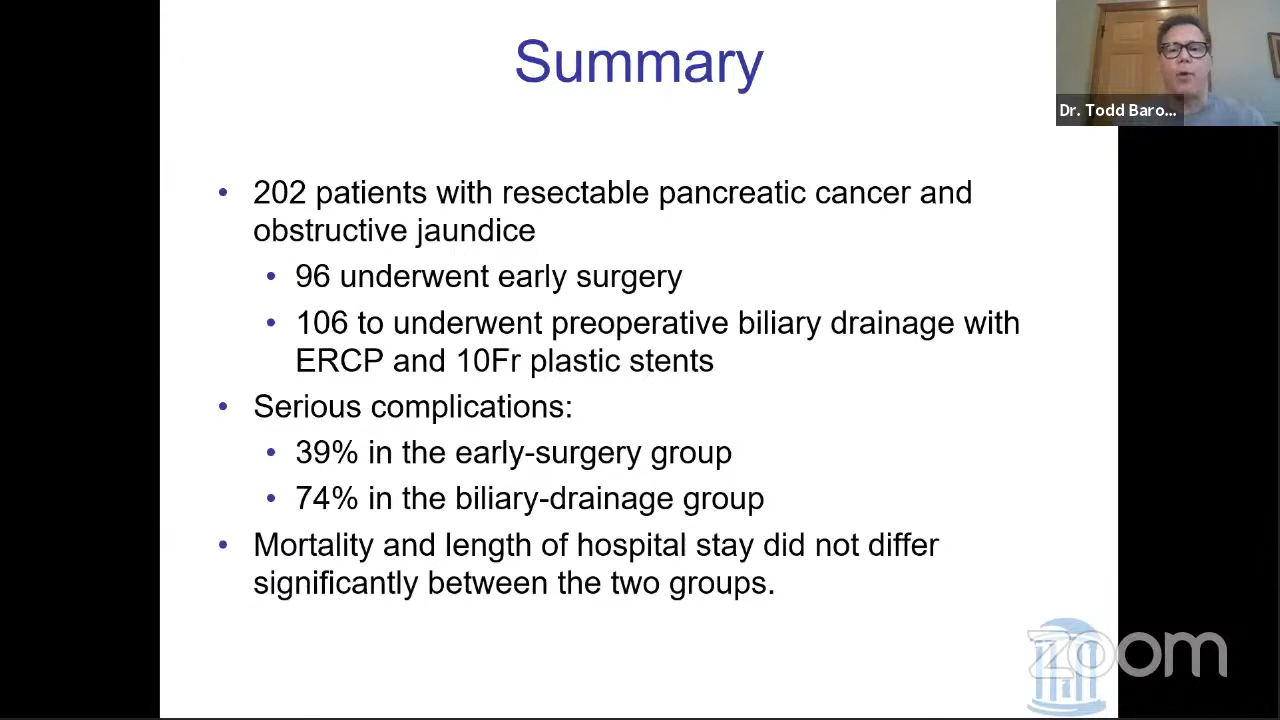 Summary
Dr. Todd Baro...
• 202 patients with resectable pancreatic cancer and
obstructive jaundice
• 96 underwent early surgery
• 106 to underwent preoperative biliary drainage with
ERCP and 10Fr plastic stents
• Serious complications:
• 39% in the early-surgery group
• 74% in the biliary-drainage group
• Mortality and length of hospital stay did not differ
significantly between the two groups.
zoom